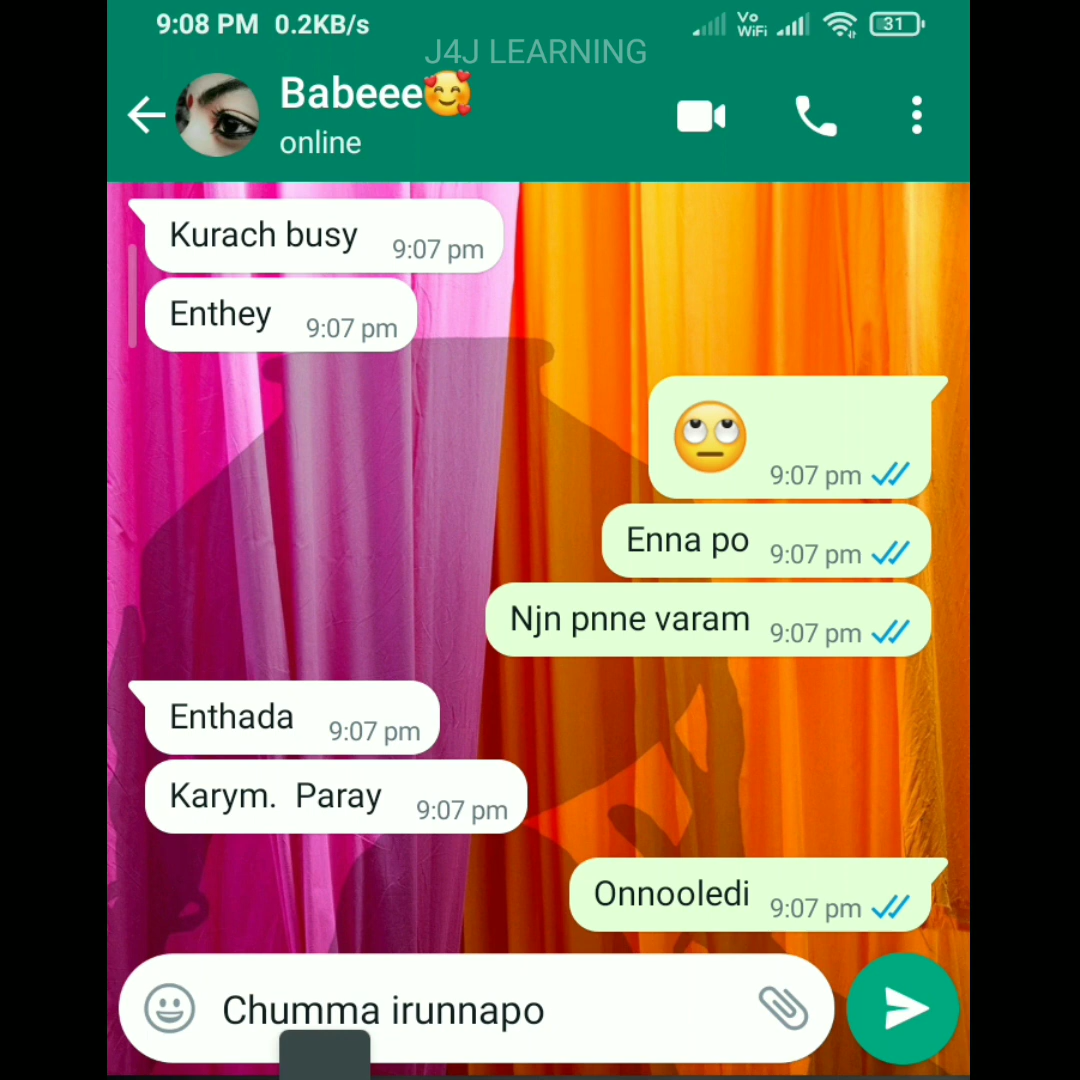 9:08 PM 0.2KB/s Vo WiFi 31
J4J LEARNING
Babeee🥰
online
Kurach busy 9:07 pm
Enthey 9:07 pm
🙄 9:07 pm
Enna po 9:07 pm
Njn pnne varam 9:07 pm
Enthada 9:07 pm
Karym.  Paray 9:07 pm
Onnooledi 9:07 pm
Chumma irunnapo